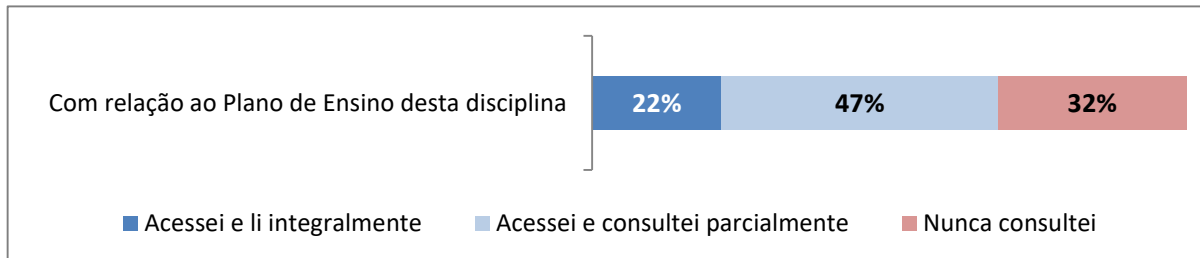 Com relação ao Plano de Ensino desta disciplina
22% 47% 32%
Acessei e li integralmente Acessei e consultei parcialmente Nunca consultei